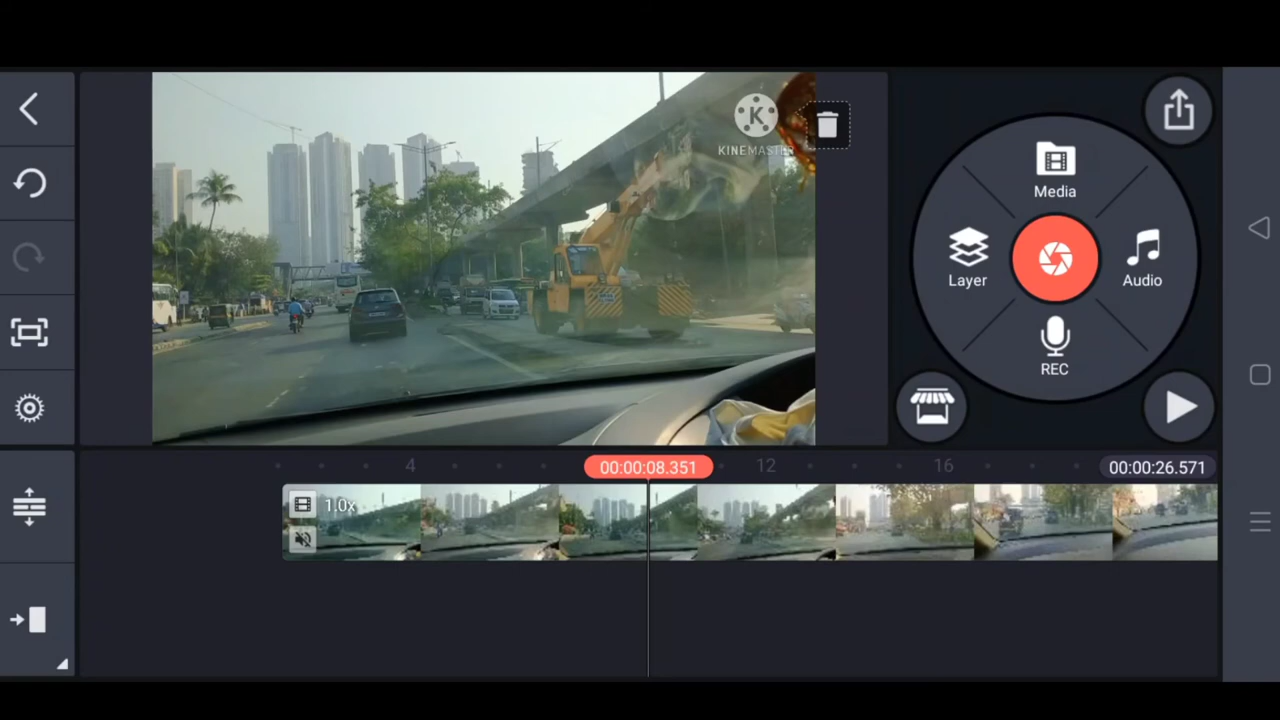 K
KINEMASTER
Media
Layer
Audio
REC
4
00:00:08.351
12
16
00:00:26.571
1.0x